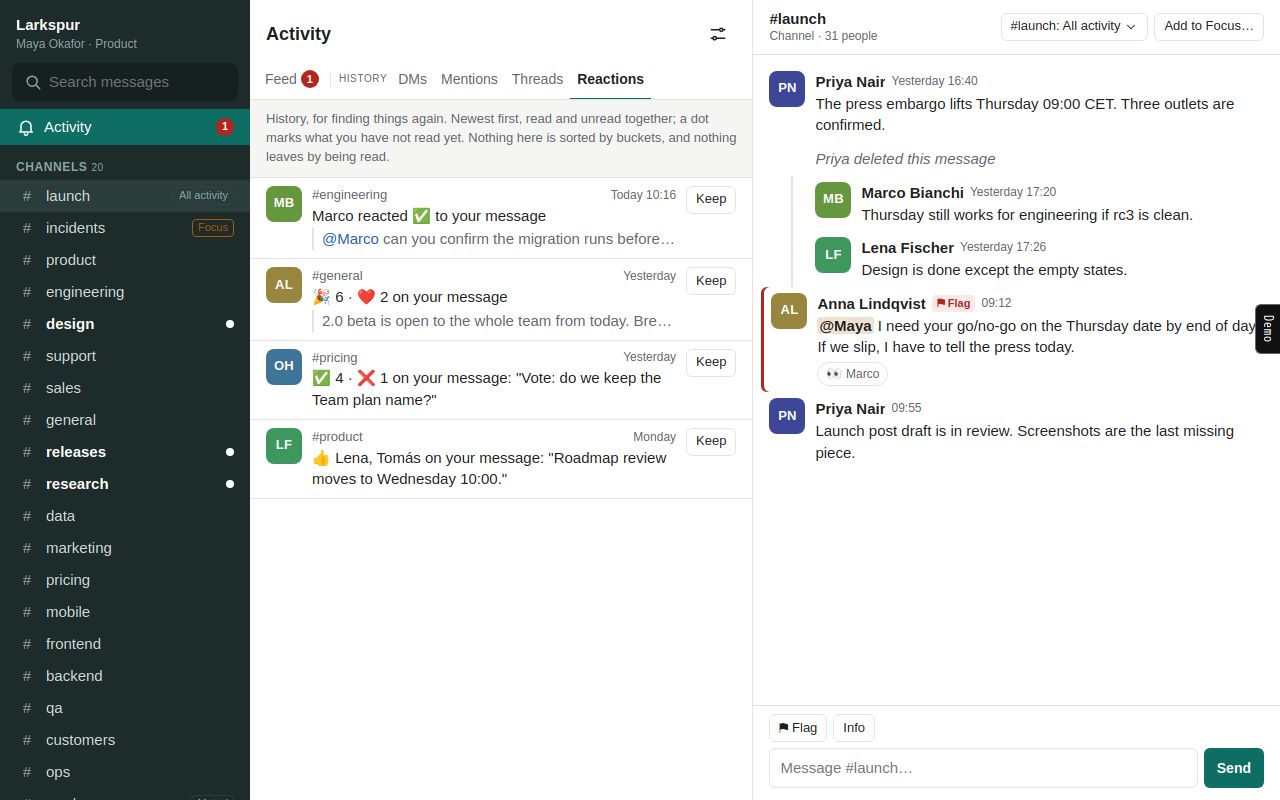 Larkspur
Maya Okafor · Product
Search messages
Activity
1
CHANNELS 20
# launch
All activity
# incidents
Focus
# product
# engineering
# design
# support
# sales
# general
# releases
# research
# data
# marketing
# pricing
# mobile
# frontend
# backend
# qa
# customers
# ops
Activity
Feed 1
HISTORY
DMs
Mentions
Threads
Reactions
History, for finding things again. Newest first, read and unread together; a dot
marks what you have not read yet. Nothing here is sorted by buckets, and nothing
leaves by being read.
MB
#engineering
Today 10:16
Keep
Marco reacted ✅ to your message
@Marco can you confirm the migration runs before…
AL
#general
Yesterday
Keep
🎉 6 · ❤️ 2 on your message
2.0 beta is open to the whole team from today. Bre…
OH
#pricing
Yesterday
Keep
✅ 4 · ❌ 1 on your message: "Vote: do we keep the
Team plan name?"
LF
#product
Monday
Keep
👍 Lena, Tomás on your message: "Roadmap review
moves to Wednesday 10:00."
#launch
Channel · 31 people
#launch: All activity
Add to Focus…
PN
Priya Nair Yesterday 16:40
The press embargo lifts Thursday 09:00 CET. Three outlets are
confirmed.
Priya deleted this message
MB
Marco Bianchi Yesterday 17:20
Thursday still works for engineering if rc3 is clean.
LF
Lena Fischer Yesterday 17:26
Design is done except the empty states.
AL
Anna Lindqvist Flag 09:12
@Maya I need your go/no-go on the Thursday date by end of day
If we slip, I have to tell the press today.
👀 Marco
PN
Priya Nair 09:55
Launch post draft is in review. Screenshots are the last missing
piece.
Demo
Flag
Info
Message #launch…
Send